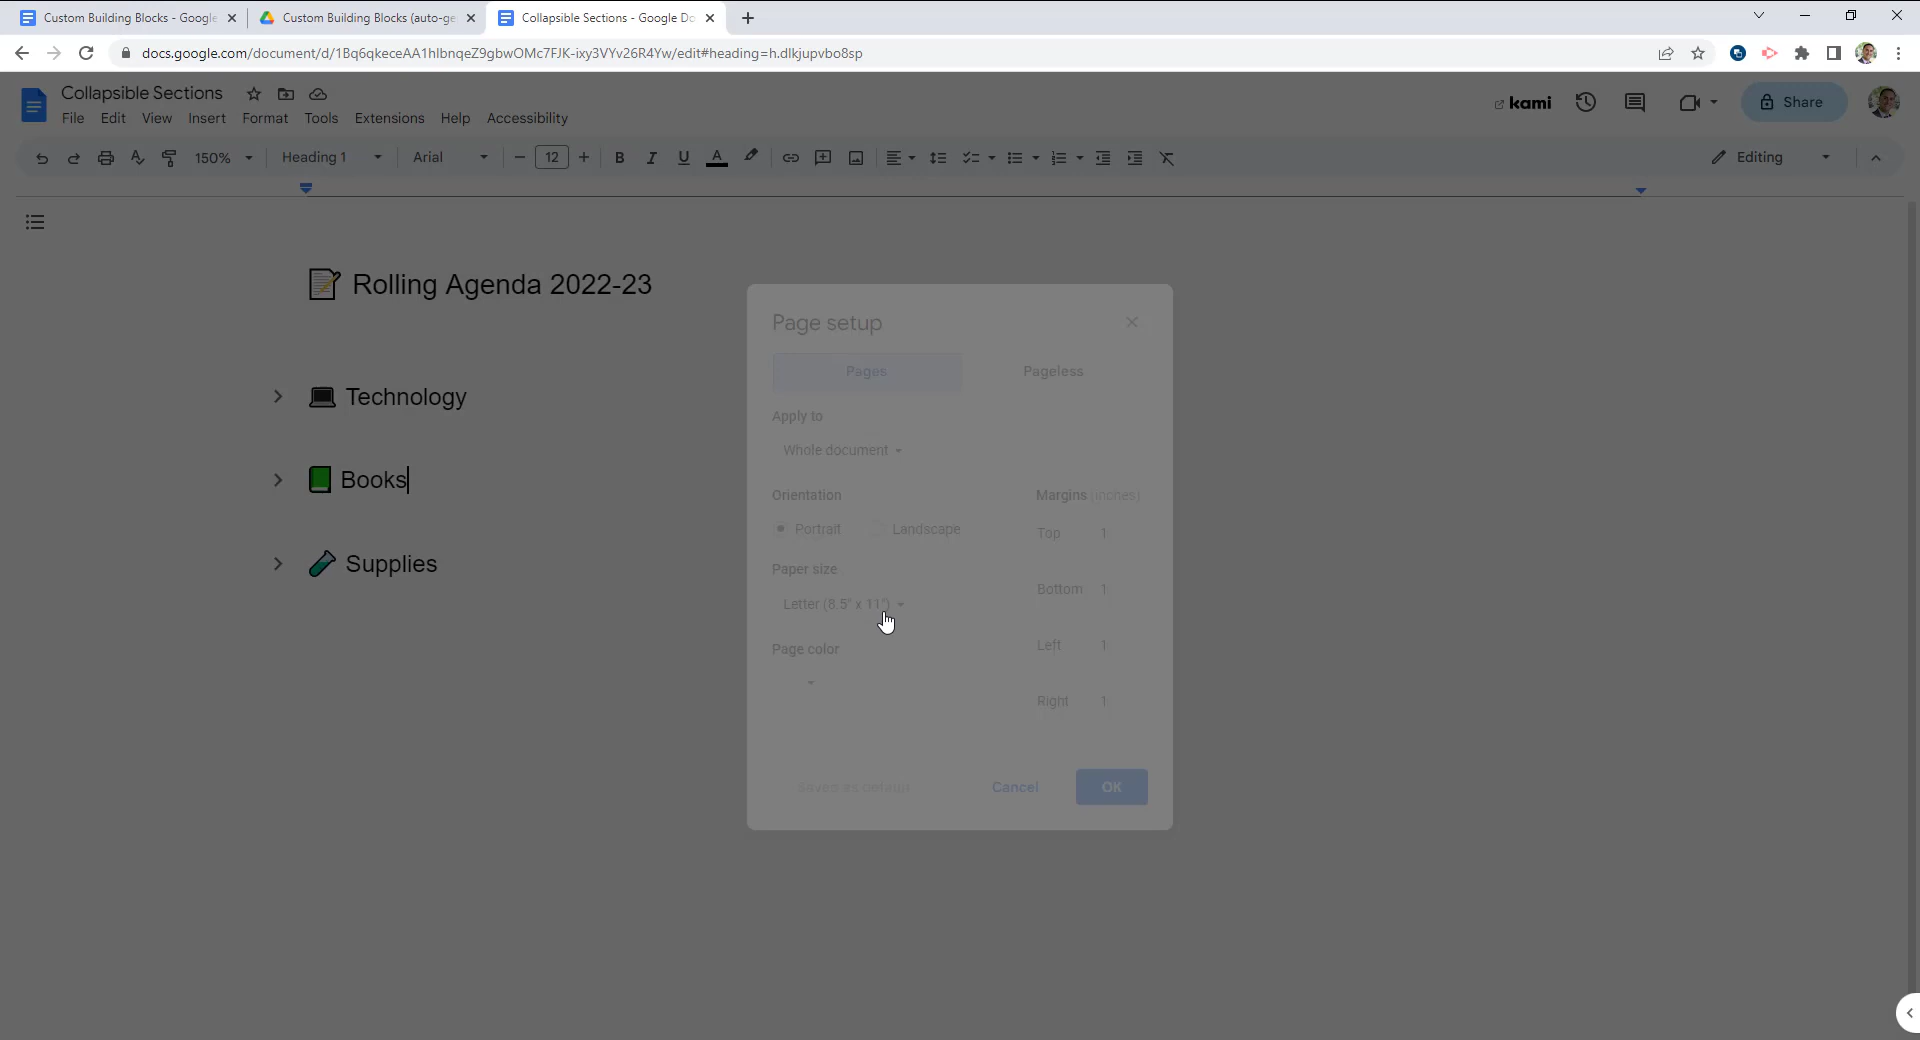 Custom Building Blocks - Google
Custom Building Blocks (auto-ge
Collapsible Sections - Google Do
docs.google.com/document/d/1Bq6qkeceAA1hlbnqeZ9gbwOMc7FJK-ixy3VYv26R4Yw/edit#heading=h.dlkjupvbo8sp
Collapsible Sections
kami
Share
File Edit View Insert Format Tools Extensions Help Accessibility
150% Heading 1 Arial 12 B I U A Editing
📝 Rolling Agenda 2022-23
💻 Technology
📗 Books
🧪 Supplies
Page setup
Pages Pageless
Apply to
Whole document
Orientation Margins (inches)
Portrait Landscape Top 1
Paper size
Bottom 1
Letter (8.5" x 11")
Page color Left 1
Right 1
Saved as default Cancel OK